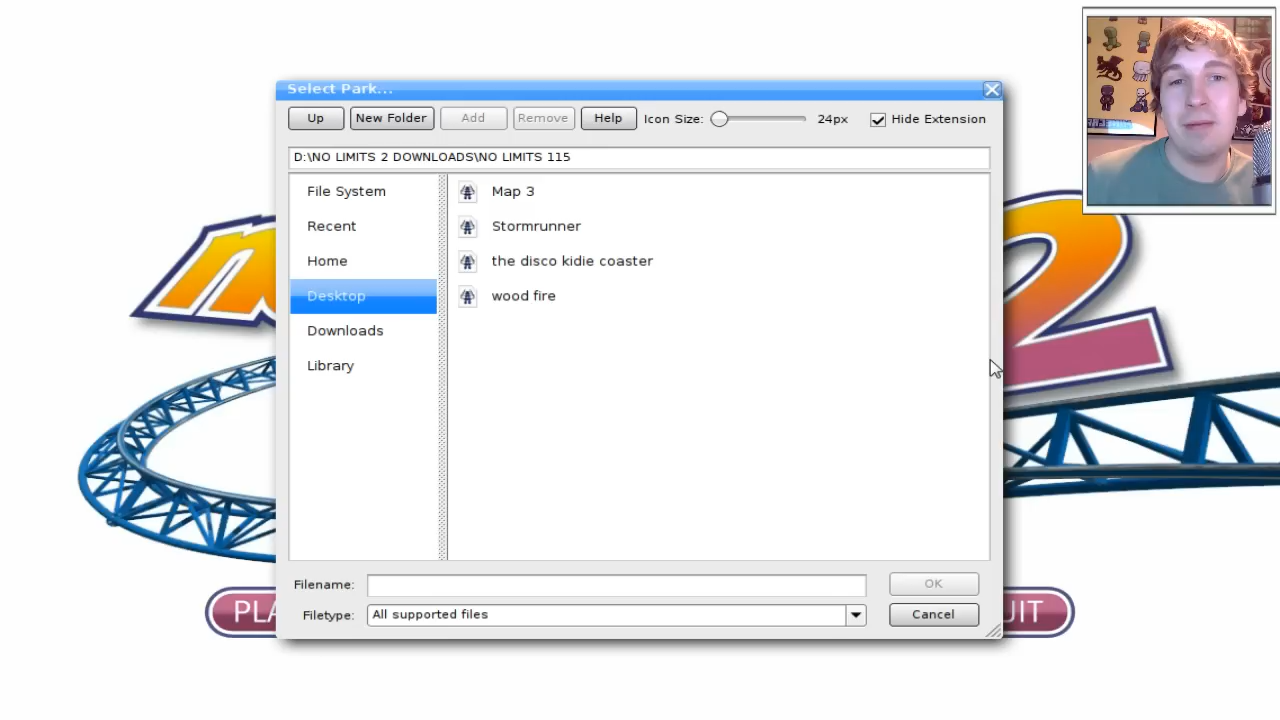 Select Park...
Up New Folder Add Remove Help Icon Size: 24px Hide Extension
D:\NO LIMITS 2 DOWNLOADS\NO LIMITS 115
File System
Recent
Home
Desktop
Downloads
Library
Map 3
Stormrunner
the disco kidie coaster
wood fire
Filename: OK
Filetype: All supported files Cancel
2